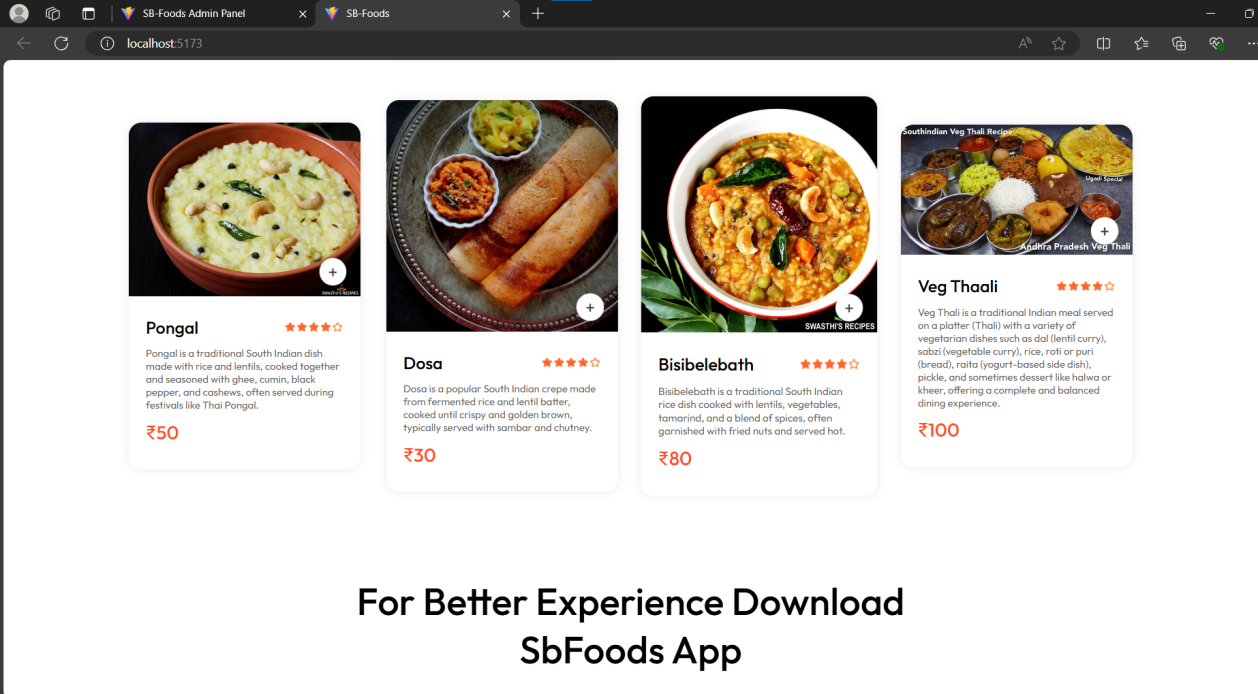 SB-Foods Admin Panel
SB-Foods
localhost:5173
SWASTHI'S RECIPES
Pongal
Pongal is a traditional South Indian dish
made with rice and lentils, cooked together
and seasoned with ghee, cumin, black
pepper, and cashews, often served during
festivals like Thai Pongal.
₹50
Dosa
Dosa is a popular South Indian crepe made
from fermented rice and lentil batter,
cooked until crispy and golden brown,
typically served with sambar and chutney.
₹30
SWASTHI'S RECIPES
Bisibelebath
Bisibelebath is a traditional South Indian
rice dish cooked with lentils, vegetables,
tamarind, and a blend of spices, often
garnished with fried nuts and served hot.
₹80
Southindian Veg Thali Recipe
Ugadi Special
Andhra Pradesh Veg Thali
Veg Thaali
Veg Thali is a traditional Indian meal served
on a platter (Thali) with a variety of
vegetarian dishes such as dal (lentil curry),
sabzi (vegetable curry), rice, roti or puri
(bread), raita (yogurt-based side dish),
pickle, and sometimes dessert like halwa or
kheer, offering a complete and balanced
dining experience.
₹100
For Better Experience Download
SbFoods App